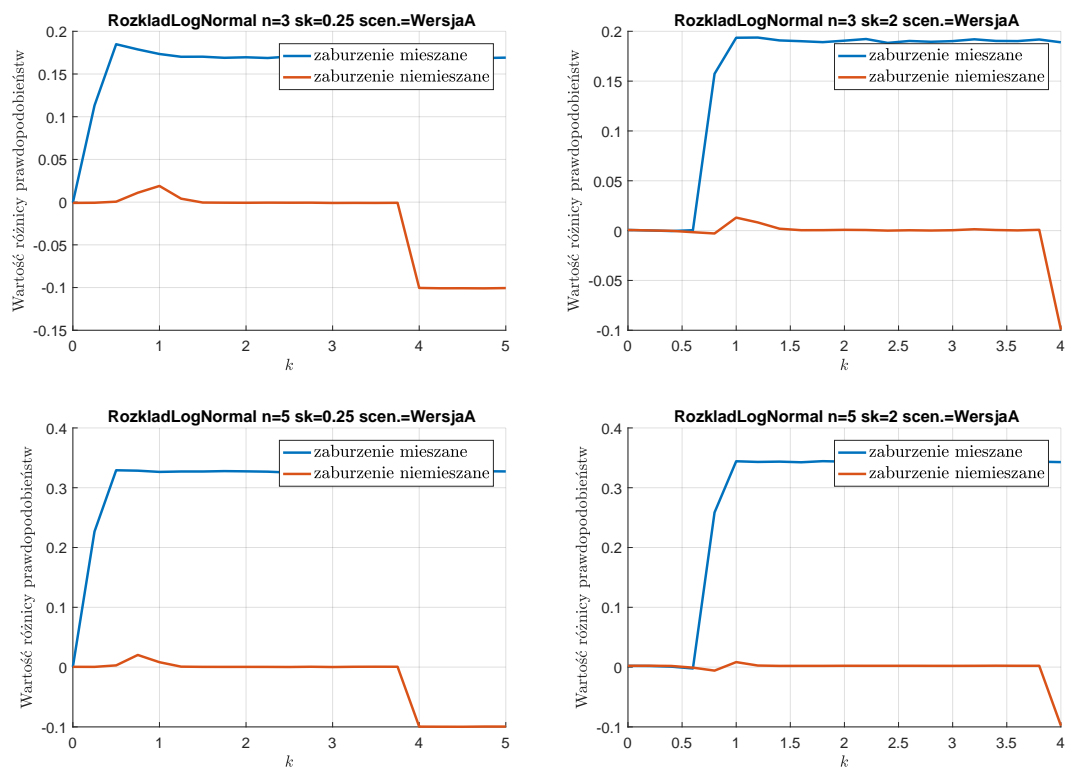 RozkladLogNormal n=3 sk=0.25 scen.=WersjaA
0.2
0.15
0.1
0.05
0
-0.05
-0.1
-0.15
Wartość różnicy prawdopodobieństw
zaburzenie mieszane
zaburzenie niemieszane
0 1 2 3 4 5
k
RozkladLogNormal n=3 sk=2 scen.=WersjaA
0.2
0.15
0.1
0.05
0
-0.05
-0.1
Wartość różnicy prawdopodobieństw
zaburzenie mieszane
zaburzenie niemieszane
0 0.5 1 1.5 2 2.5 3 3.5 4
k
RozkladLogNormal n=5 sk=0.25 scen.=WersjaA
0.4
0.3
0.2
0.1
0
-0.1
Wartość różnicy prawdopodobieństw
zaburzenie mieszane
zaburzenie niemieszane
0 1 2 3 4 5
k
RozkladLogNormal n=5 sk=2 scen.=WersjaA
0.4
0.3
0.2
0.1
0
-0.1
Wartość różnicy prawdopodobieństw
zaburzenie mieszane
zaburzenie niemieszane
0 0.5 1 1.5 2 2.5 3 3.5 4
k